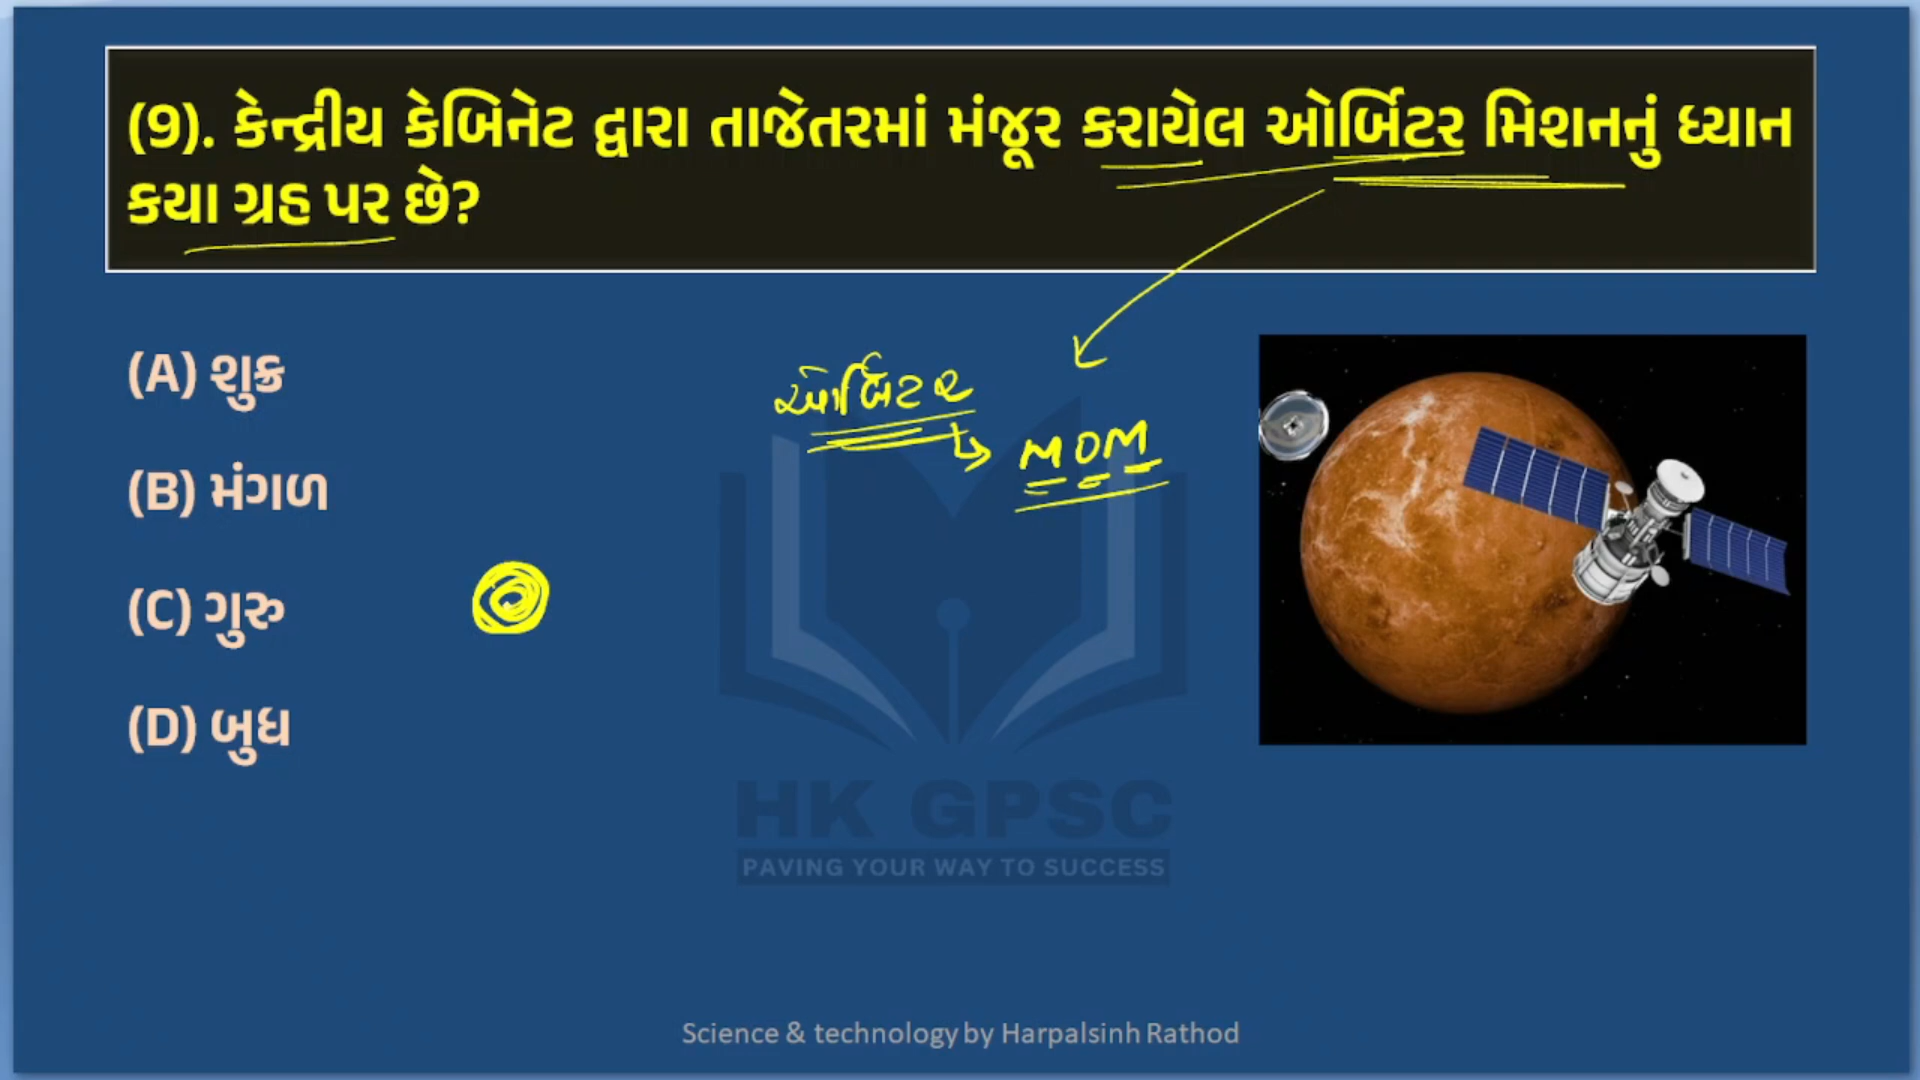 (9). કેન્દ્રીય કેબિનેટ દ્વારા તાજેતરમાં મંજૂર કરાયેલ ઓર્બિટર મિશનનું ધ્યાન
કયા ગ્રહ પર છે?
(A) શુક્ર
ઓર્બિટર
MOM
(B) મંગળ
(C) ગુરુ
(D) બુધ
HK GPSC
PAVING YOUR WAY TO SUCCESS
Science & technology by Harpalsinh Rathod